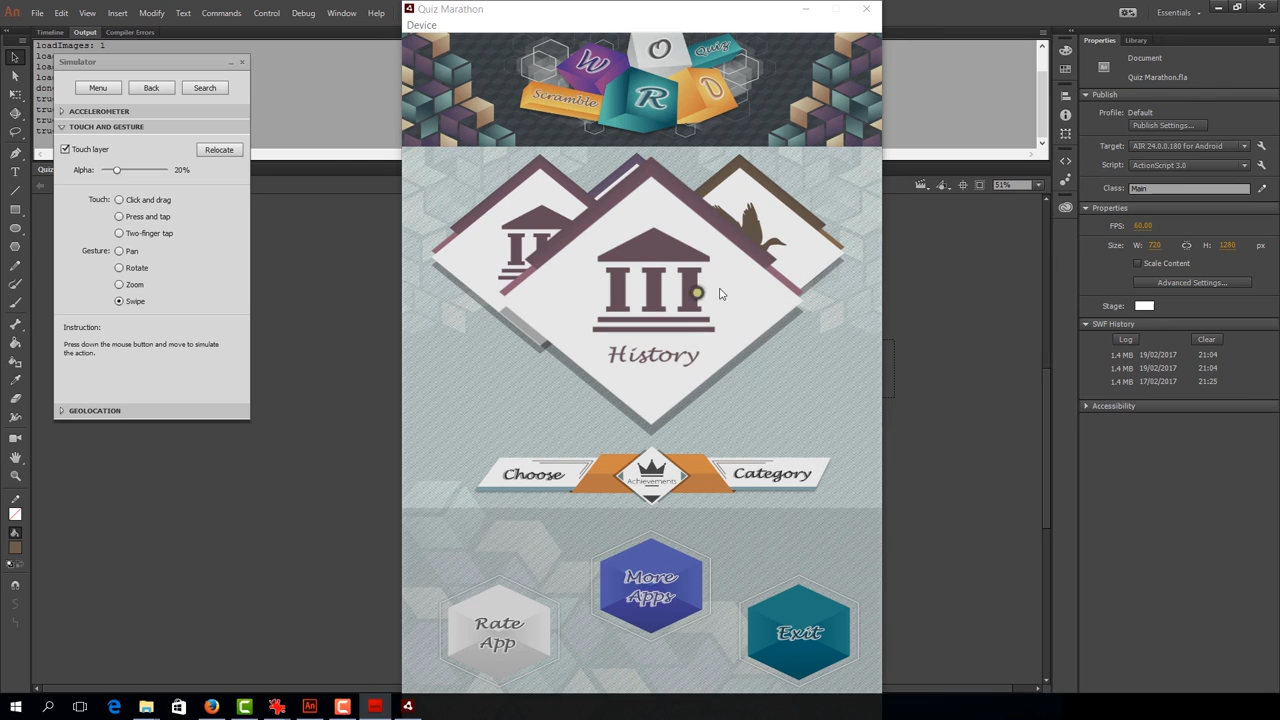 An File Edit View Insert Modify Text Commands Control Debug Window Help
Essentials
Timeline Output Compiler Errors
loadImages: 1
Simulator
Menu Back Search
ACCELEROMETER
TOUCH AND GESTURE
Touch layer Relocate
Alpha: 20%
Touch: Click and drag
Press and tap
Two-finger tap
Gesture: Pan
Rotate
Zoom
Swipe
Instruction:
Press down the mouse button and move to simulate
the action.
GEOLOCATION
Quiz Marathon
Device
W O Quiz
Scramble R D
History
Choose Achievements Category
More
Apps
Rate
App
Exit
51%
Properties Library
Document
Quiz Marathon.fla
Publish
Profile: Default
Publish Settings...
Target: AIR 24.0.0.180 for Android
Script: ActionScript 3.0
Class: Main
Properties
FPS: 60.00
Size: W: 720 H: 1280
Scale Content
Advanced Settings...
Stage:
SWF History
Log Clear
1.4 MB 19/02/2017 21:04
1.4 MB 19/02/2017 21:04
1.4 MB 17/02/2017 21:25
Accessibility